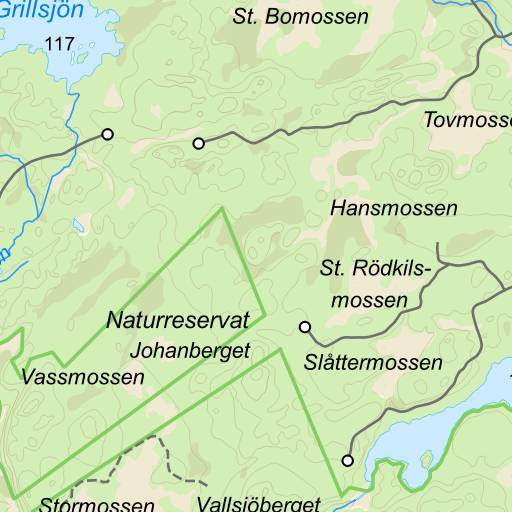 Grillsjön
117
St. Bomossen
Tovmosse
Hansmossen
St. Rödkils-
mossen
Naturreservat
Johanberget
Slåttermossen
Vassmossen
Stormossen
Vallsjöberget